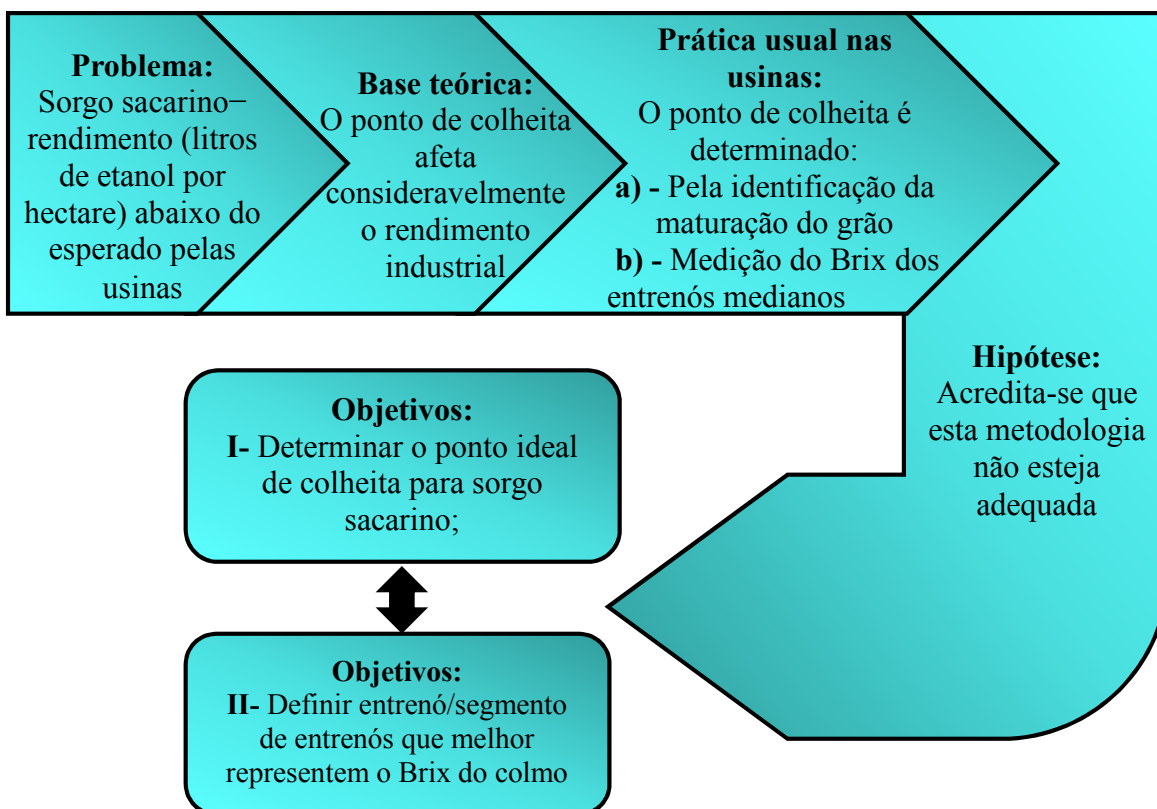 Problema:
Sorgo sacarino−
rendimento (litros
de etanol por
hectare) abaixo do
esperado pelas
usinas
Base teórica:
O ponto de colheita
afeta
consideravelmente
o rendimento
industrial
Prática usual nas
usinas:
O ponto de colheita é
determinado:
a) - Pela identificação da
maturação do grão
b) - Medição do Brix dos
entrenós medianos
Hipótese:
Acredita-se que
esta metodologia
não esteja
adequada
Objetivos:
I- Determinar o ponto ideal
de colheita para sorgo
sacarino;
Objetivos:
II- Definir entrenó/segmento
de entrenós que melhor
representem o Brix do colmo